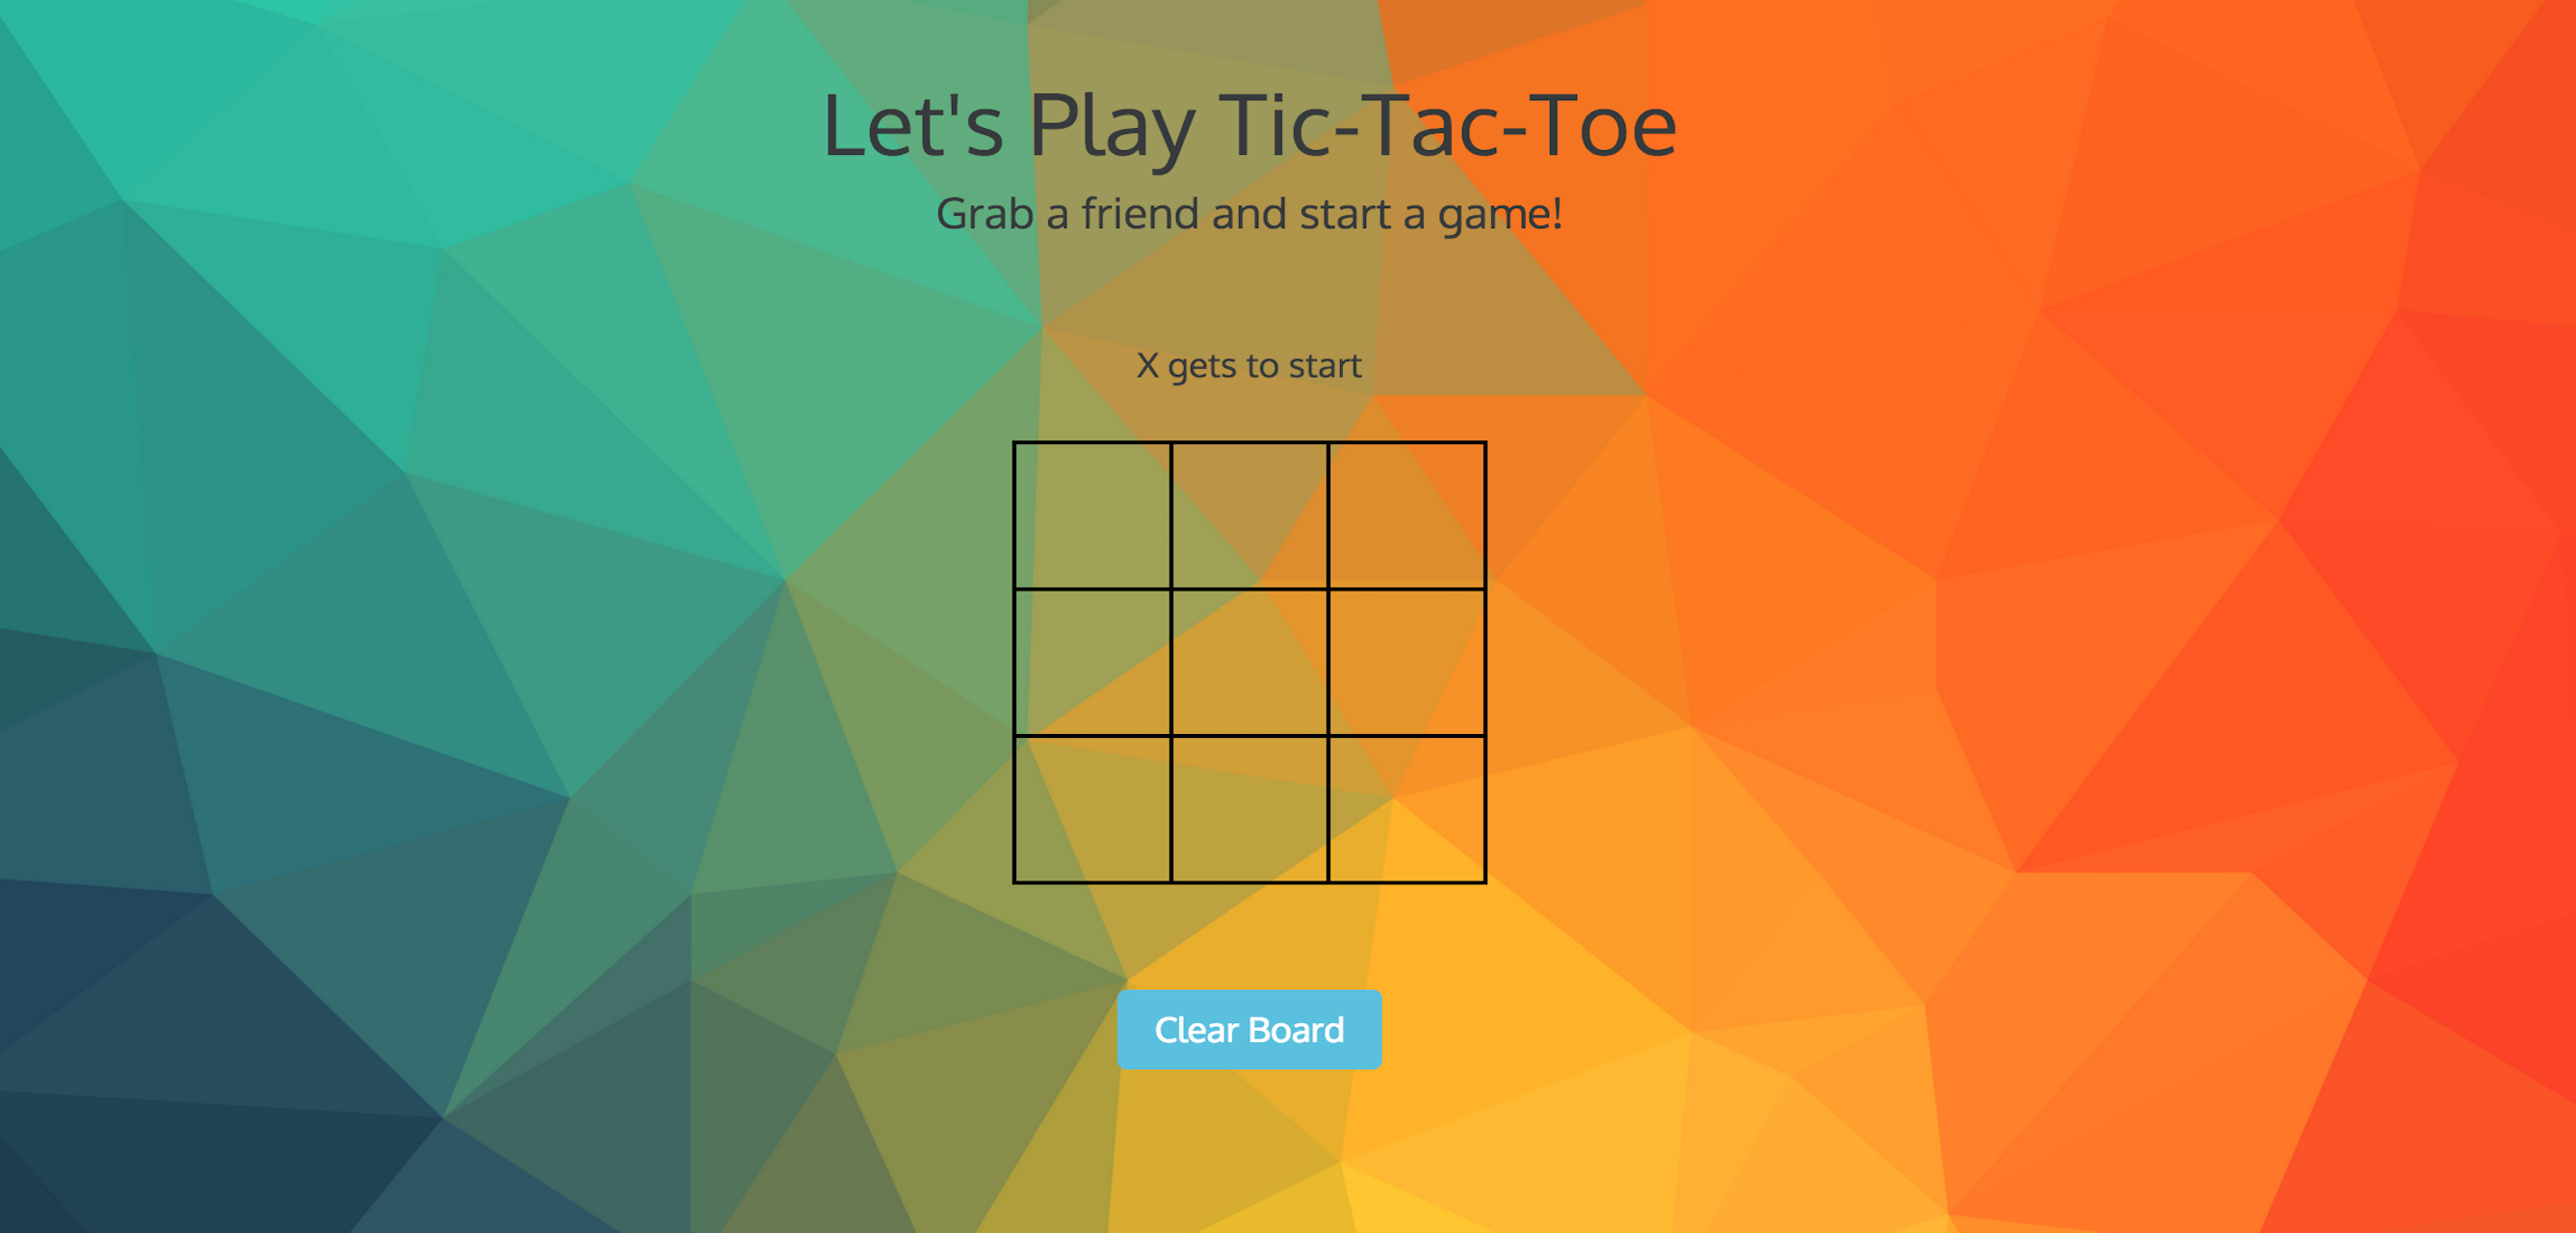 Let's Play Tic-Tac-Toe
Grab a friend and start a game!
X gets to start
Clear Board